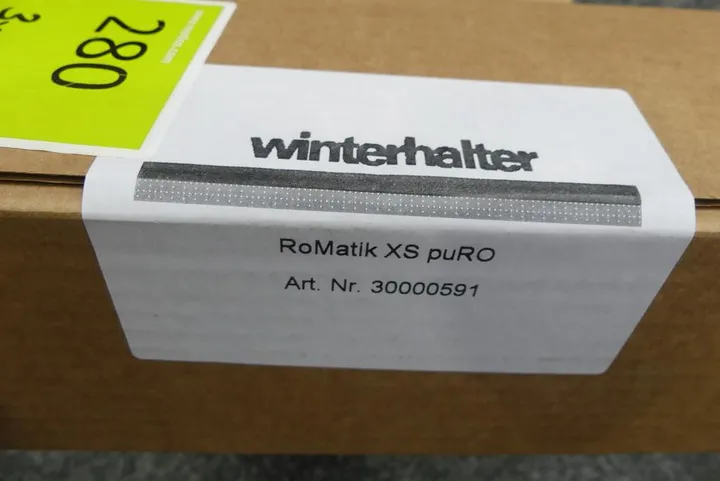 280
winterhalter
RoMatik XS puRO
Art. Nr. 30000591